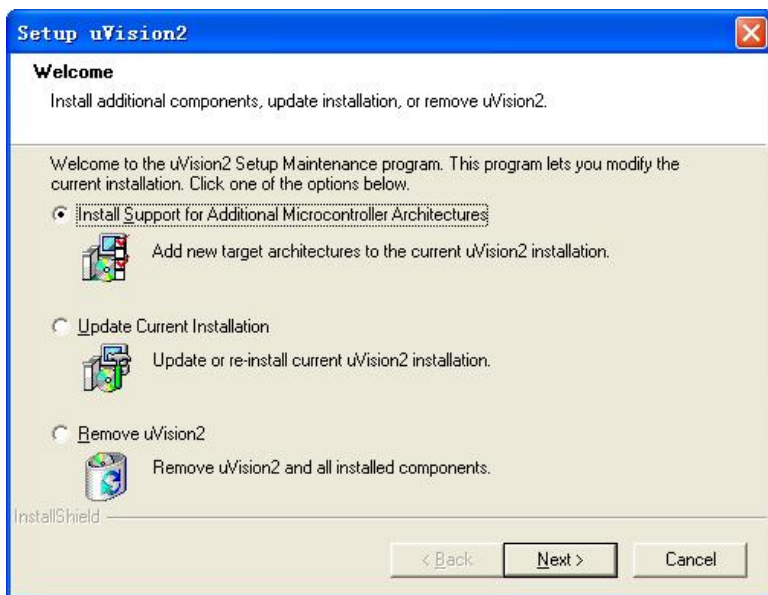 Setup uVision2
Welcome
Install additional components, update installation, or remove uVision2.
Welcome to the uVision2 Setup Maintenance program. This program lets you modify the
current installation. Click one of the options below.
Install Support for Additional Microcontroller Architectures
Add new target architectures to the current uVision2 installation.
Update Current Installation
Update or re-install current uVision2 installation.
Remove uVision2
Remove uVision2 and all installed components.
InstallShield
< Back Next > Cancel